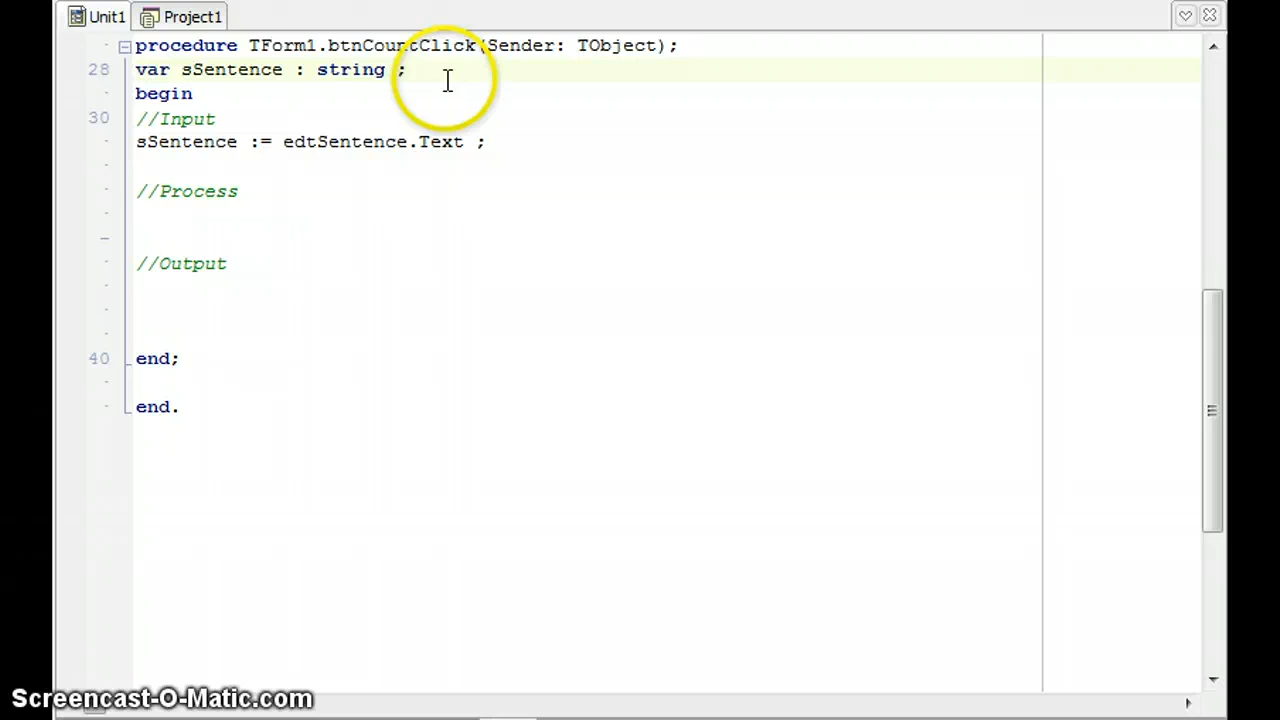 Unit1 Project1
procedure TForm1.btnCountClick(Sender: TObject);
28 var sSentence : string ;
begin
30 //Input
sSentence := edtSentence.Text ;
//Process
//Output
40 end;
end.
Screencast-O-Matic.com